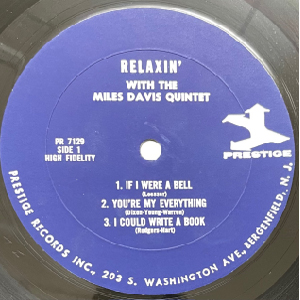 RELAXIN'
WITH THE
MILES DAVIS QUINTET
PR 7129
SIDE 1
HIGH FIDELITY
PRESTIGE
1. IF I WERE A BELL
(Loesser)
2. YOU'RE MY EVERYTHING
(Dixon-Young-Warren)
3. I COULD WRITE A BOOK
(Rodgers-Hart)
PRESTIGE RECORDS INC., 203 S. WASHINGTON AVE., BERGENFIELD, N. J.